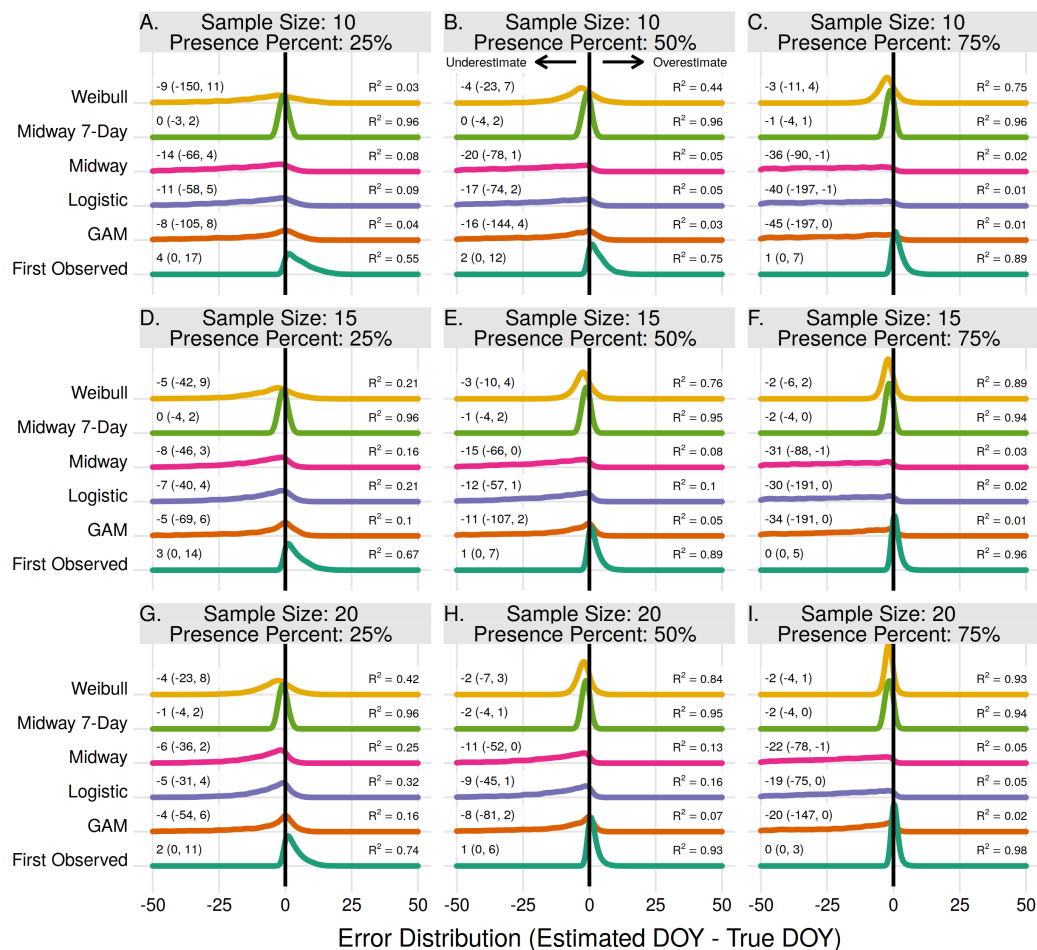 A. Sample Size: 10 B. Sample Size: 10 C. Sample Size: 10
Presence Percent: 25% Presence Percent: 50% Presence Percent: 75%
Underestimate Overestimate
Weibull -9 (-150, 11) R² = 0.03 -4 (-23, 7) R² = 0.44 -3 (-11, 4) R² = 0.75
Midway 7-Day 0 (-3, 2) R² = 0.96 0 (-4, 2) R² = 0.96 -1 (-4, 1) R² = 0.96
Midway -14 (-66, 4) R² = 0.08 -20 (-78, 1) R² = 0.05 -36 (-90, -1) R² = 0.02
Logistic -11 (-58, 5) R² = 0.09 -17 (-74, 2) R² = 0.05 -40 (-197, -1) R² = 0.01
GAM -8 (-105, 8) R² = 0.04 -16 (-144, 4) R² = 0.03 -45 (-197, 0) R² = 0.01
First Observed 4 (0, 17) R² = 0.55 2 (0, 12) R² = 0.75 1 (0, 7) R² = 0.89
D. Sample Size: 15 E. Sample Size: 15 F. Sample Size: 15
Presence Percent: 25% Presence Percent: 50% Presence Percent: 75%
Weibull -5 (-42, 9) R² = 0.21 -3 (-10, 4) R² = 0.76 -2 (-6, 2) R² = 0.89
Midway 7-Day 0 (-4, 2) R² = 0.96 -1 (-4, 2) R² = 0.95 -2 (-4, 0) R² = 0.94
Midway -8 (-46, 3) R² = 0.16 -15 (-66, 0) R² = 0.08 -31 (-88, -1) R² = 0.03
Logistic -7 (-40, 4) R² = 0.21 -12 (-57, 1) R² = 0.1 -30 (-191, 0) R² = 0.02
GAM -5 (-69, 6) R² = 0.1 -11 (-107, 2) R² = 0.05 -34 (-191, 0) R² = 0.01
First Observed 3 (0, 14) R² = 0.67 1 (0, 7) R² = 0.89 0 (0, 5) R² = 0.96
G. Sample Size: 20 H. Sample Size: 20 I. Sample Size: 20
Presence Percent: 25% Presence Percent: 50% Presence Percent: 75%
Weibull -4 (-23, 8) R² = 0.42 -2 (-7, 3) R² = 0.84 -2 (-4, 1) R² = 0.93
Midway 7-Day -1 (-4, 2) R² = 0.96 -2 (-4, 1) R² = 0.95 -2 (-4, 0) R² = 0.94
Midway -6 (-36, 2) R² = 0.25 -11 (-52, 0) R² = 0.13 -22 (-78, -1) R² = 0.05
Logistic -5 (-31, 4) R² = 0.32 -9 (-45, 1) R² = 0.16 -19 (-75, 0) R² = 0.05
GAM -4 (-54, 6) R² = 0.16 -8 (-81, 2) R² = 0.07 -20 (-147, 0) R² = 0.02
First Observed 2 (0, 11) R² = 0.74 1 (0, 6) R² = 0.93 0 (0, 3) R² = 0.98
-50 -25 0 25 50 -50 -25 0 25 50 -50 -25 0 25 50
Error Distribution (Estimated DOY - True DOY)